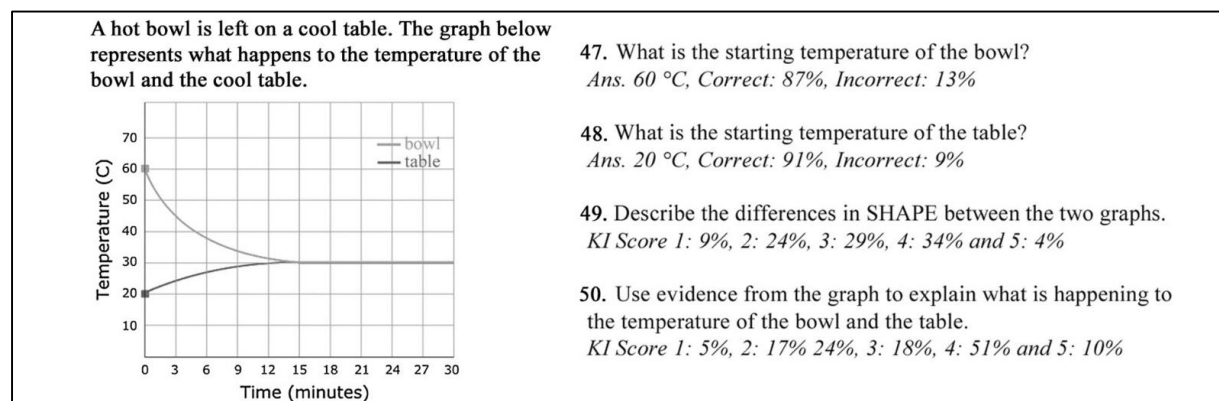 A hot bowl is left on a cool table. The graph below
represents what happens to the temperature of the
bowl and the cool table.
70
60
50
40
30
20
10
Temperature (C)
bowl
table
0 3 6 9 12 15 18 21 24 27 30
Time (minutes)
47. What is the starting temperature of the bowl?
Ans. 60 °C, Correct: 87%, Incorrect: 13%
48. What is the starting temperature of the table?
Ans. 20 °C, Correct: 91%, Incorrect: 9%
49. Describe the differences in SHAPE between the two graphs.
KI Score 1: 9%, 2: 24%, 3: 29%, 4: 34% and 5: 4%
50. Use evidence from the graph to explain what is happening to
the temperature of the bowl and the table.
KI Score 1: 5%, 2: 17% 24%, 3: 18%, 4: 51% and 5: 10%